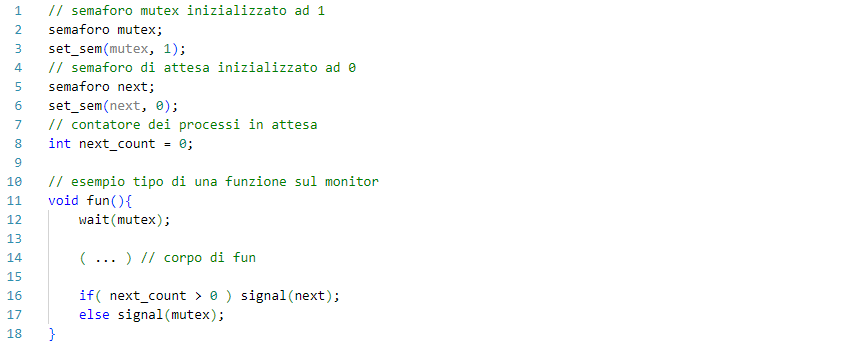 1 // semaforo mutex inizializzato ad 1
2 semaforo mutex;
3 set_sem(mutex, 1);
4 // semaforo di attesa inizializzato ad 0
5 semaforo next;
6 set_sem(next, 0);
7 // contatore dei processi in attesa
8 int next_count = 0;
9
10 // esempio tipo di una funzione sul monitor
11 void fun(){
12 wait(mutex);
13
14 ( ... ) // corpo di fun
15
16 if( next_count > 0 ) signal(next);
17 else signal(mutex);
18 }